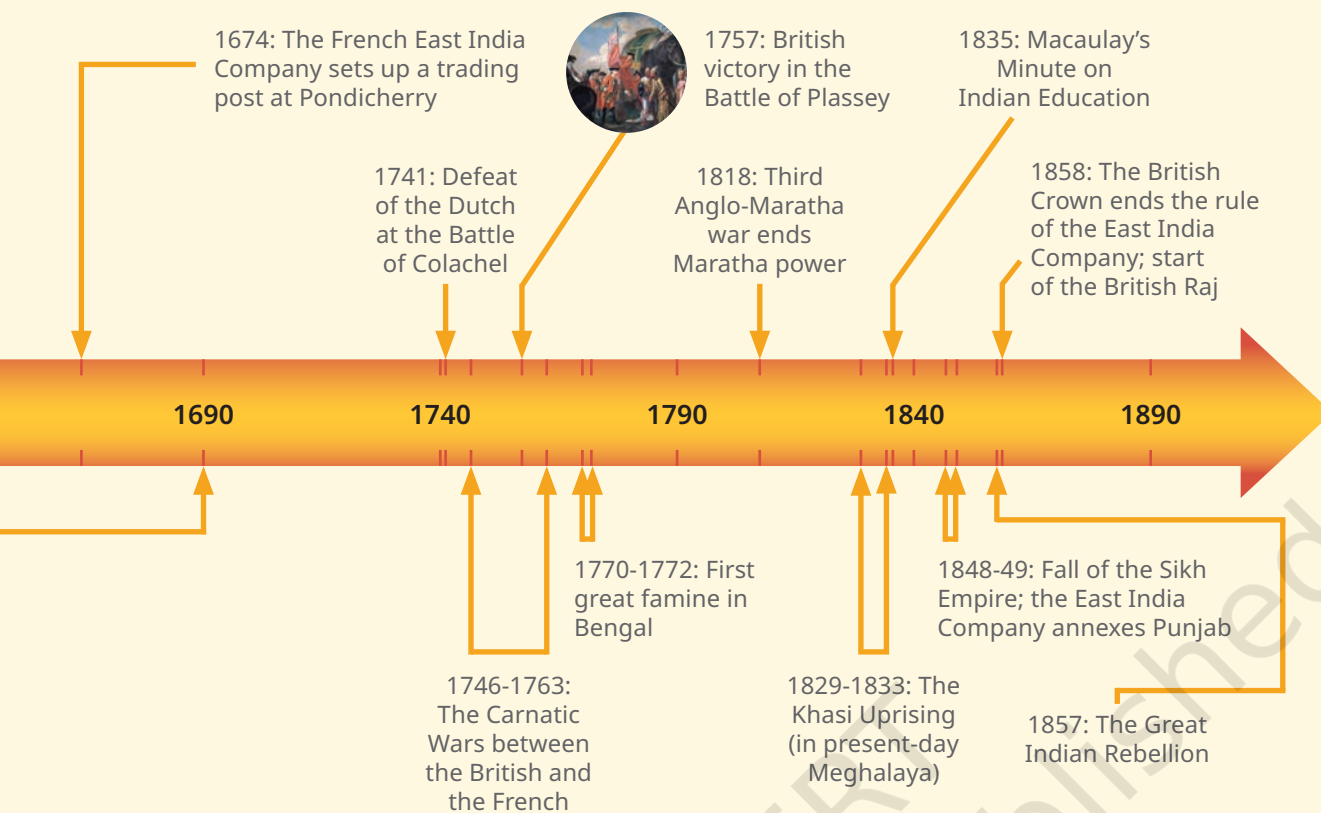 1674: The French East India
Company sets up a trading
post at Pondicherry
1757: British
victory in the
Battle of Plassey
1835: Macaulay’s
Minute on
Indian Education
1741: Defeat
of the Dutch
at the Battle
of Colachel
1818: Third
Anglo-Maratha
war ends
Maratha power
1858: The British
Crown ends the rule
of the East India
Company; start
of the British Raj
1690
1740
1790
1840
1890
1770-1772: First
great famine in
Bengal
1848-49: Fall of the Sikh
Empire; the East India
Company annexes Punjab
1746-1763:
The Carnatic
Wars between
the British and
the French
1829-1833: The
Khasi Uprising
(in present-day
Meghalaya)
1857: The Great
Indian Rebellion